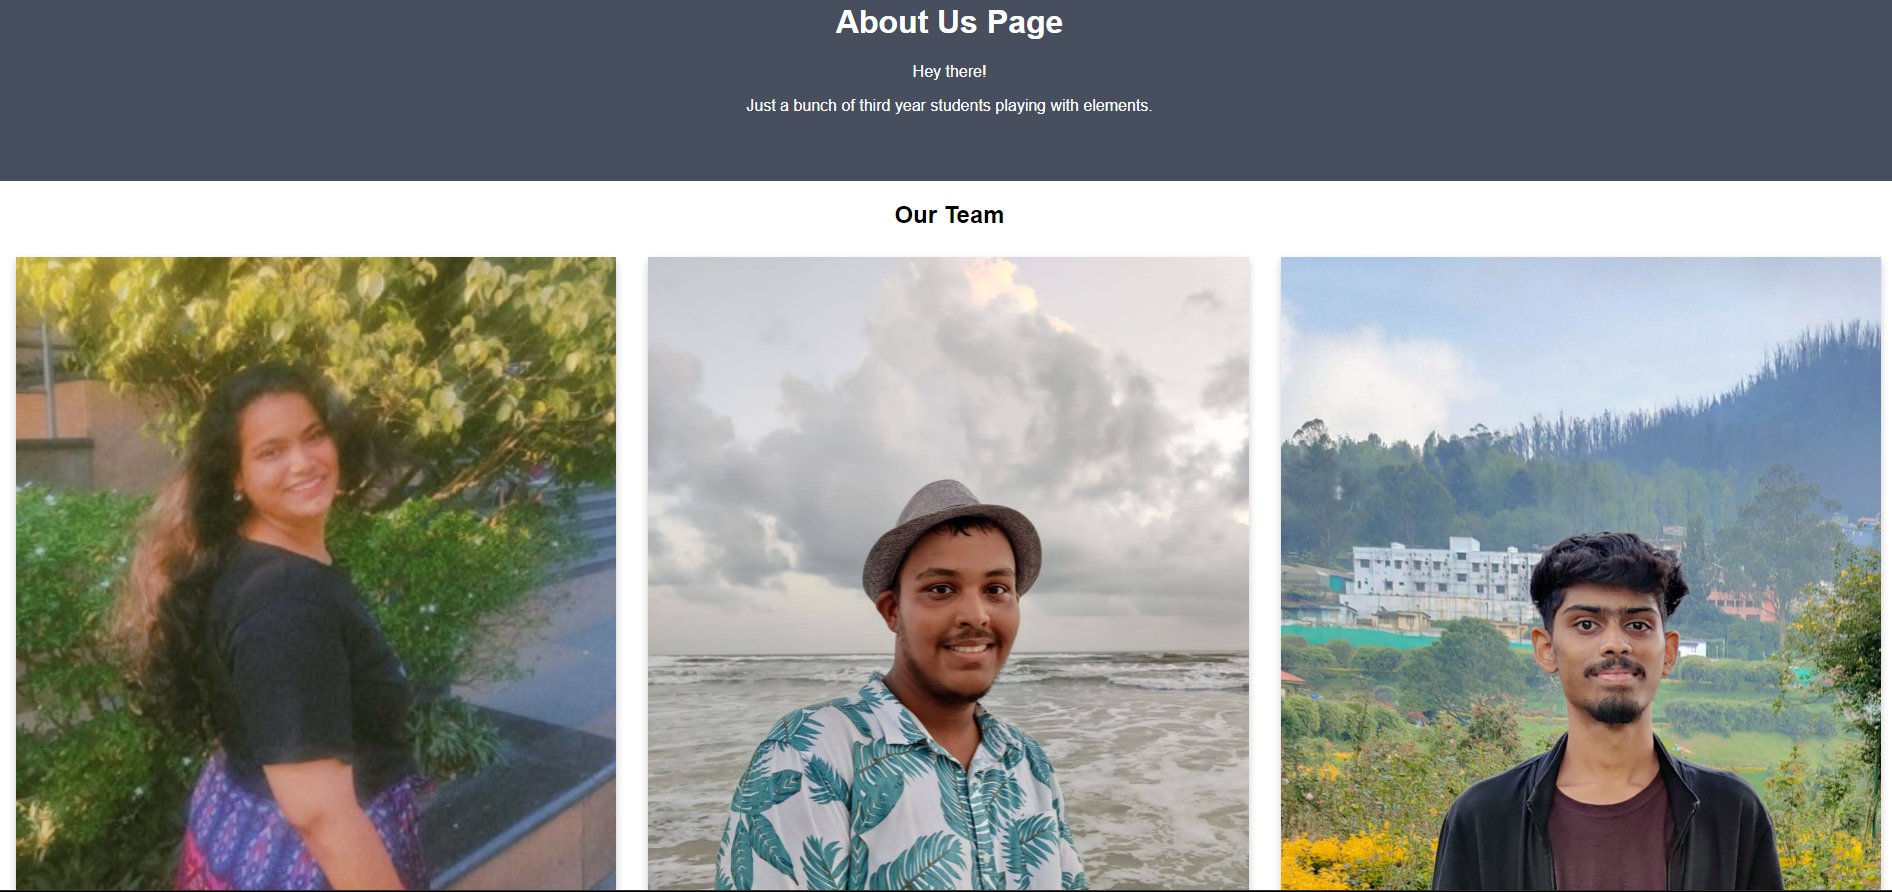 About Us Page
Hey there!
Just a bunch of third year students playing with elements.
Our Team